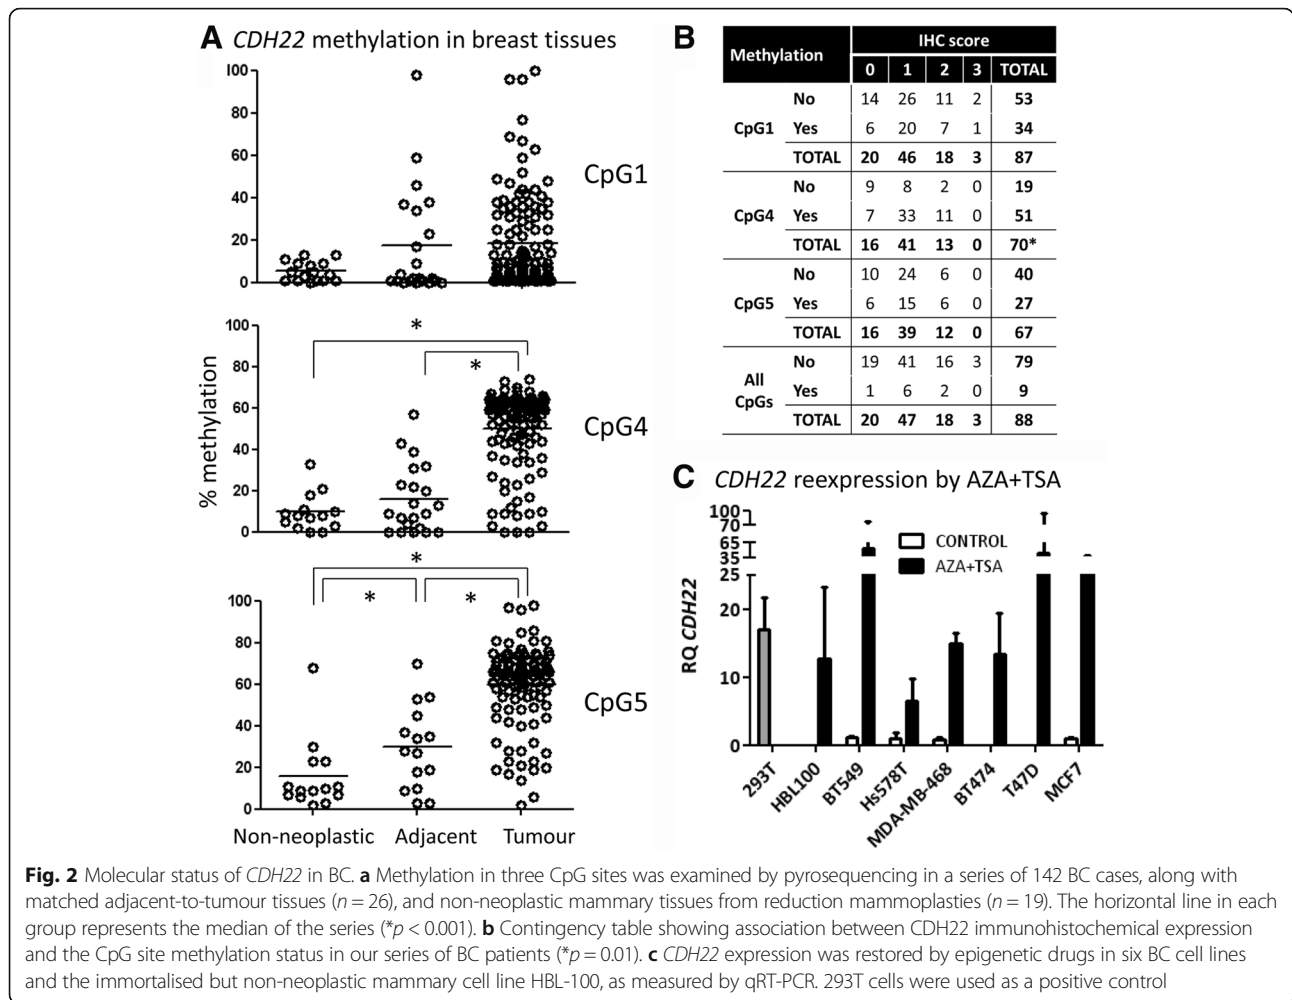 A CDH22 methylation in breast tissues
100
80
60
40
20
0
CpG1
100
80
60
40
20
0
CpG4
*
*
% methylation
100
80
60
40
20
0
CpG5
*
*
*
Non-neoplastic Adjacent Tumour
B
Methylation IHC score
0 1 2 3 TOTAL
CpG1 No 14 26 11 2 53
Yes 6 20 7 1 34
TOTAL 20 46 18 3 87
CpG4 No 9 8 2 0 19
Yes 7 33 11 0 51
TOTAL 16 41 13 0 70*
CpG5 No 10 24 6 0 40
Yes 6 15 6 0 27
TOTAL 16 39 12 0 67
All CpGs No 19 41 16 3 79
Yes 1 6 2 0 9
TOTAL 20 47 18 3 88
C CDH22 reexpression by AZA+TSA
100
70
65
35
25
20
10
0
RQ CDH22
CONTROL
AZA+TSA
293T HBL100 BT549 Hs578T MDA-MB-468 BT474 T47D MCF7
Fig. 2 Molecular status of CDH22 in BC. a Methylation in three CpG sites was examined by pyrosequencing in a series of 142 BC cases, along with
matched adjacent-to-tumour tissues (n = 26), and non-neoplastic mammary tissues from reduction mammoplasties (n = 19). The horizontal line in each
group represents the median of the series (*p < 0.001). b Contingency table showing association between CDH22 immunohistochemical expression
and the CpG site methylation status in our series of BC patients (*p = 0.01). c CDH22 expression was restored by epigenetic drugs in six BC cell lines
and the immortalised but non-neoplastic mammary cell line HBL-100, as measured by qRT-PCR. 293T cells were used as a positive control